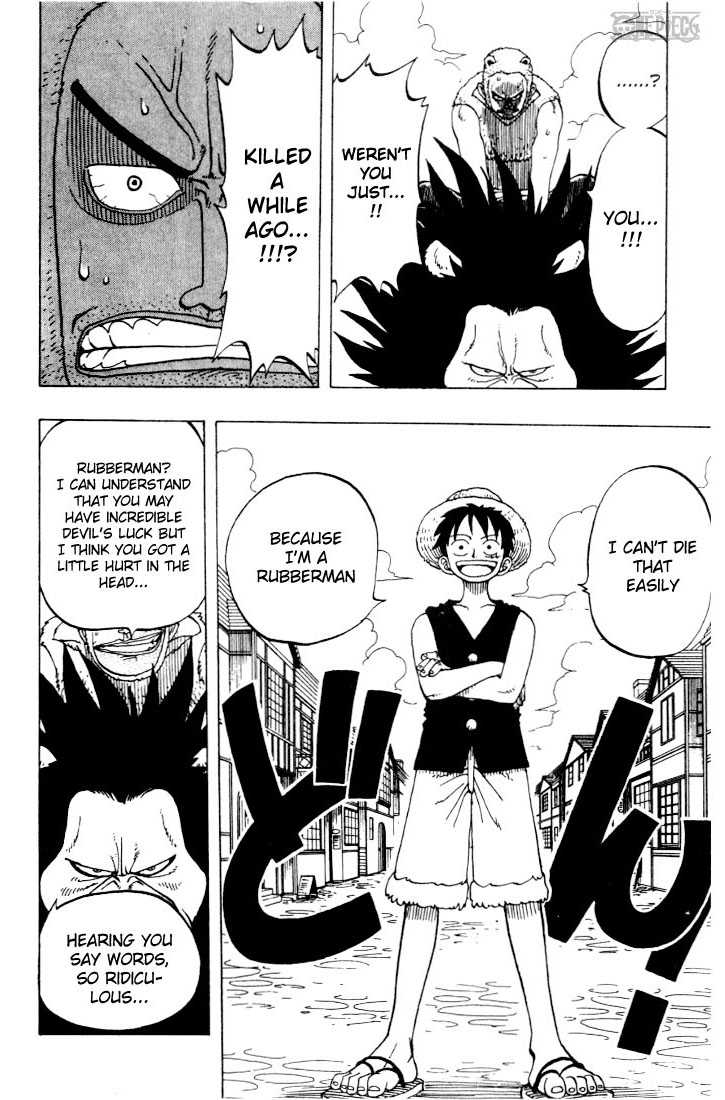 ......?
YOU...
!!!
WEREN'T
YOU
JUST...
!!
KILLED
A
WHILE
AGO...
!!!?
I CAN'T DIE
THAT
EASILY
BECAUSE
I'M A
RUBBERMAN
どん!
RUBBERMAN?
I CAN UNDERSTAND
THAT YOU MAY
HAVE INCREDIBLE
DEVIL'S LUCK BUT
I THINK YOU GOT A
LITTLE HURT IN THE
HEAD...
HEARING YOU
SAY WORDS,
SO RIDICU-
LOUS...